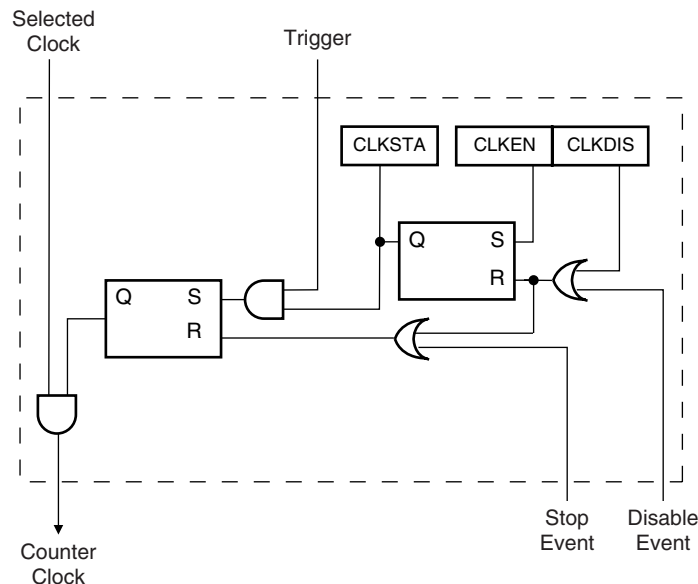 Selected
Clock
Trigger
CLKSTA
CLKEN
CLKDIS
Q
S
R
Q
S
R
Stop
Event
Disable
Event
Counter
Clock